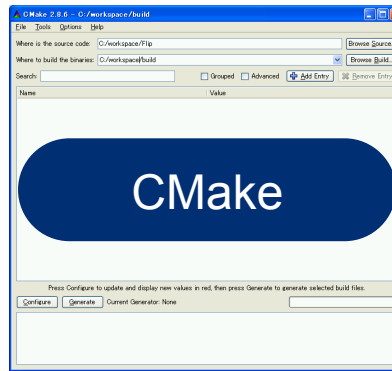 CMake 2.8.6 - C:/workspace/build
File Tools Options Help
Where is the source code: C:/workspace/Flip Browse Source
Where to build the binaries: C:/workspace/build Browse Build...
Search: Grouped Advanced Add Entry Remove Entry
Name Value
CMake
Press Configure to update and display new values in red, then press Generate to generate selected build files.
Configure Generate Current Generator: None